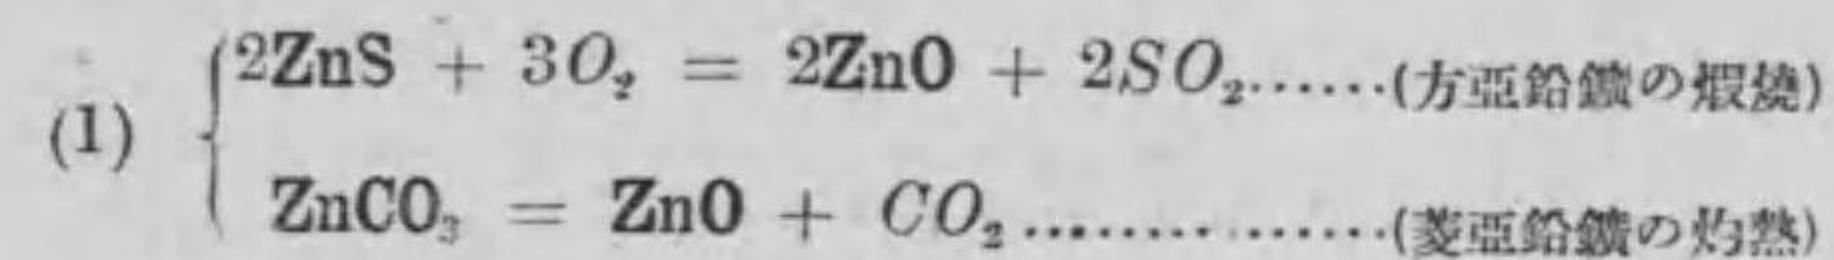 (1) 2ZnS + 3O₂ = 2ZnO + 2SO₂……(方亞鉛鑛の煆燒)
ZnCO₃ = ZnO + CO₂……………(菱亞鉛鑛の灼熱)